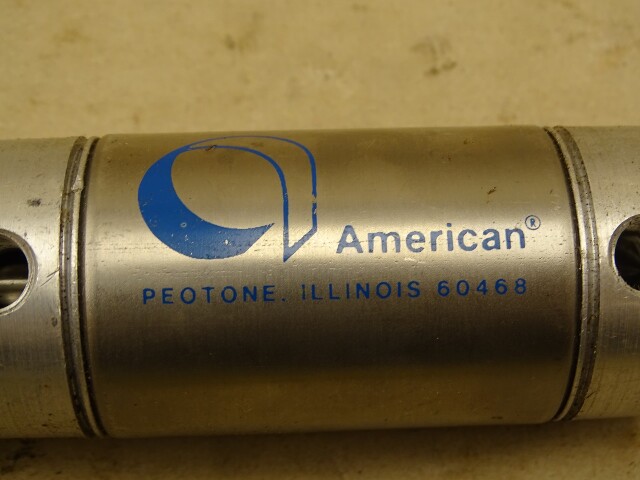 American®
PEOTONE, ILLINOIS 60468